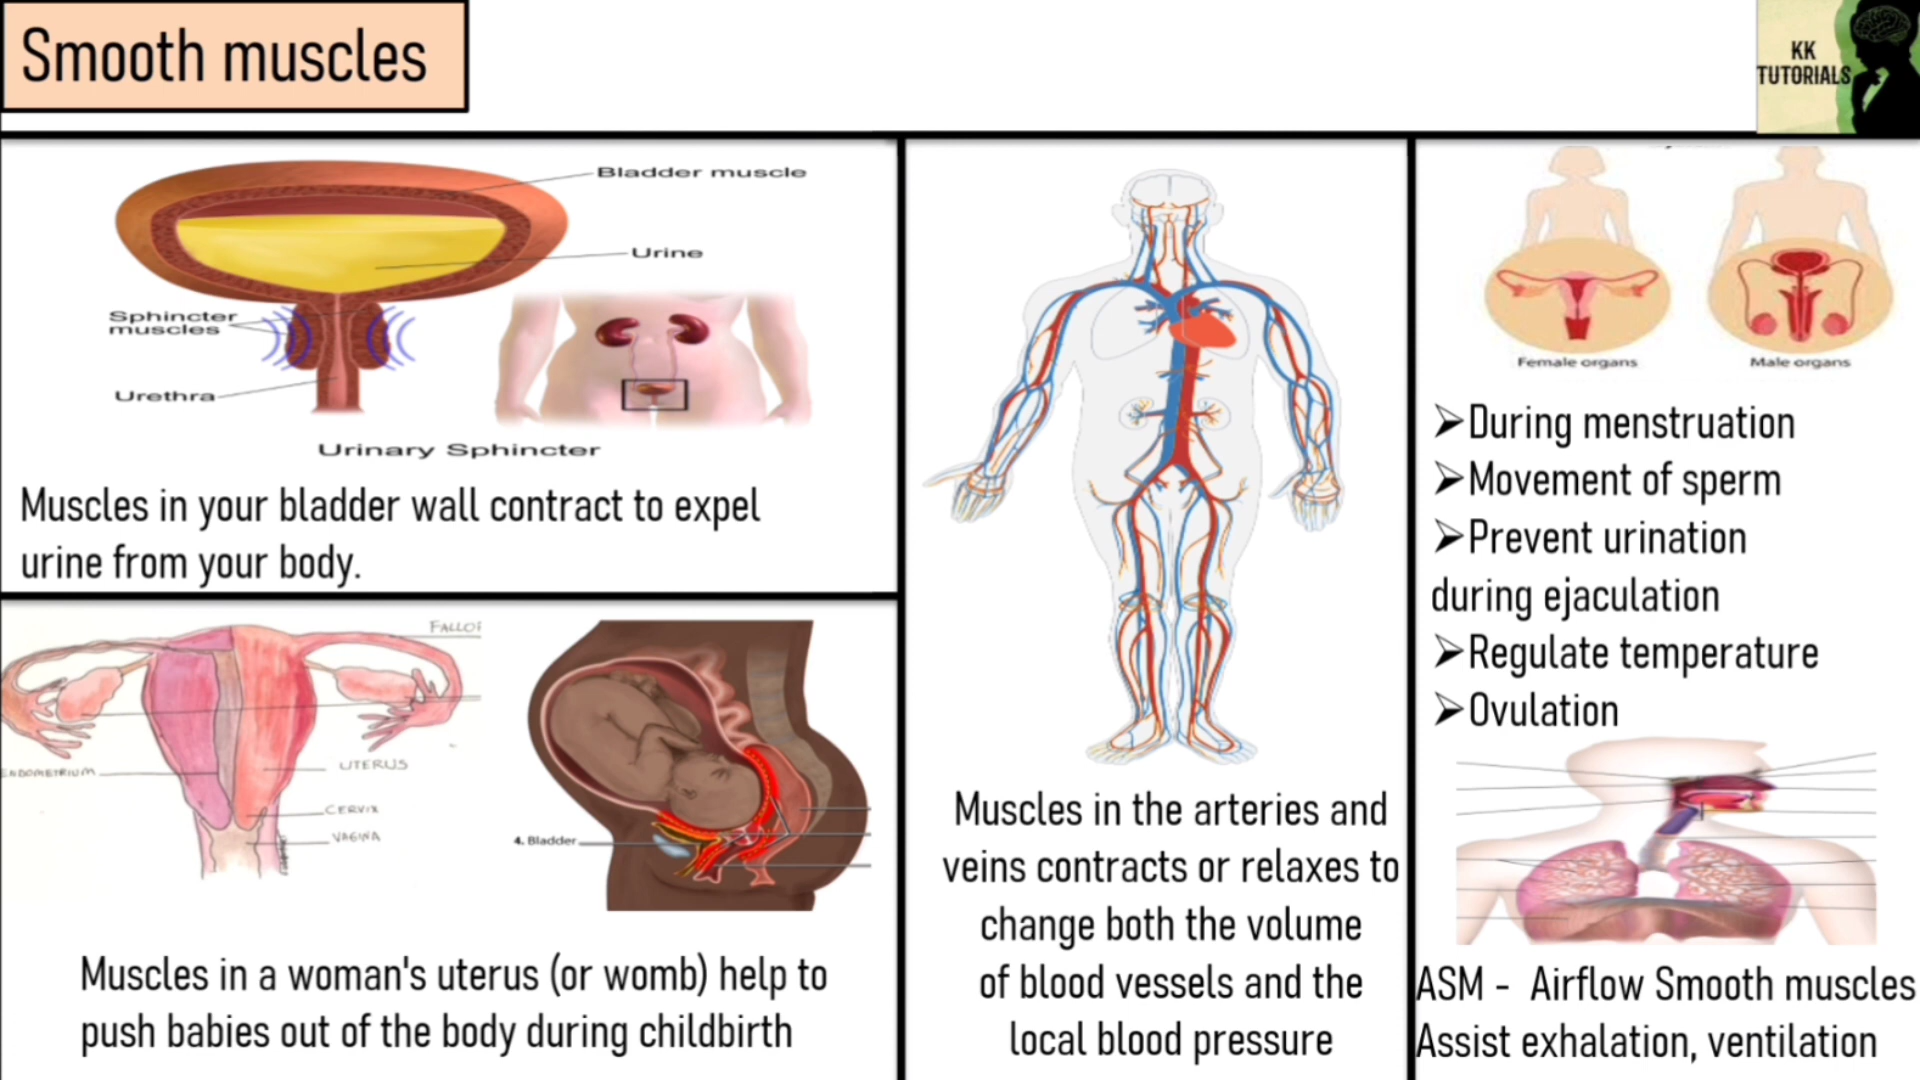 Smooth muscles
KK
TUTORIALS
Bladder muscle
Urine
Sphincter
muscles
Urethra
Urinary Sphincter
Muscles in your bladder wall contract to expel
urine from your body.
UTERUS
ENDOMETRIUM
CERVIX
VAGINA
4. Bladder
Muscles in a woman's uterus (or womb) help to
push babies out of the body during childbirth
Muscles in the arteries and
veins contracts or relaxes to
change both the volume
of blood vessels and the
local blood pressure
Female organs
Male organs
➢During menstruation
➢Movement of sperm
➢Prevent urination
during ejaculation
➢Regulate temperature
➢Ovulation
ASM - Airflow Smooth muscles
Assist exhalation, ventilation